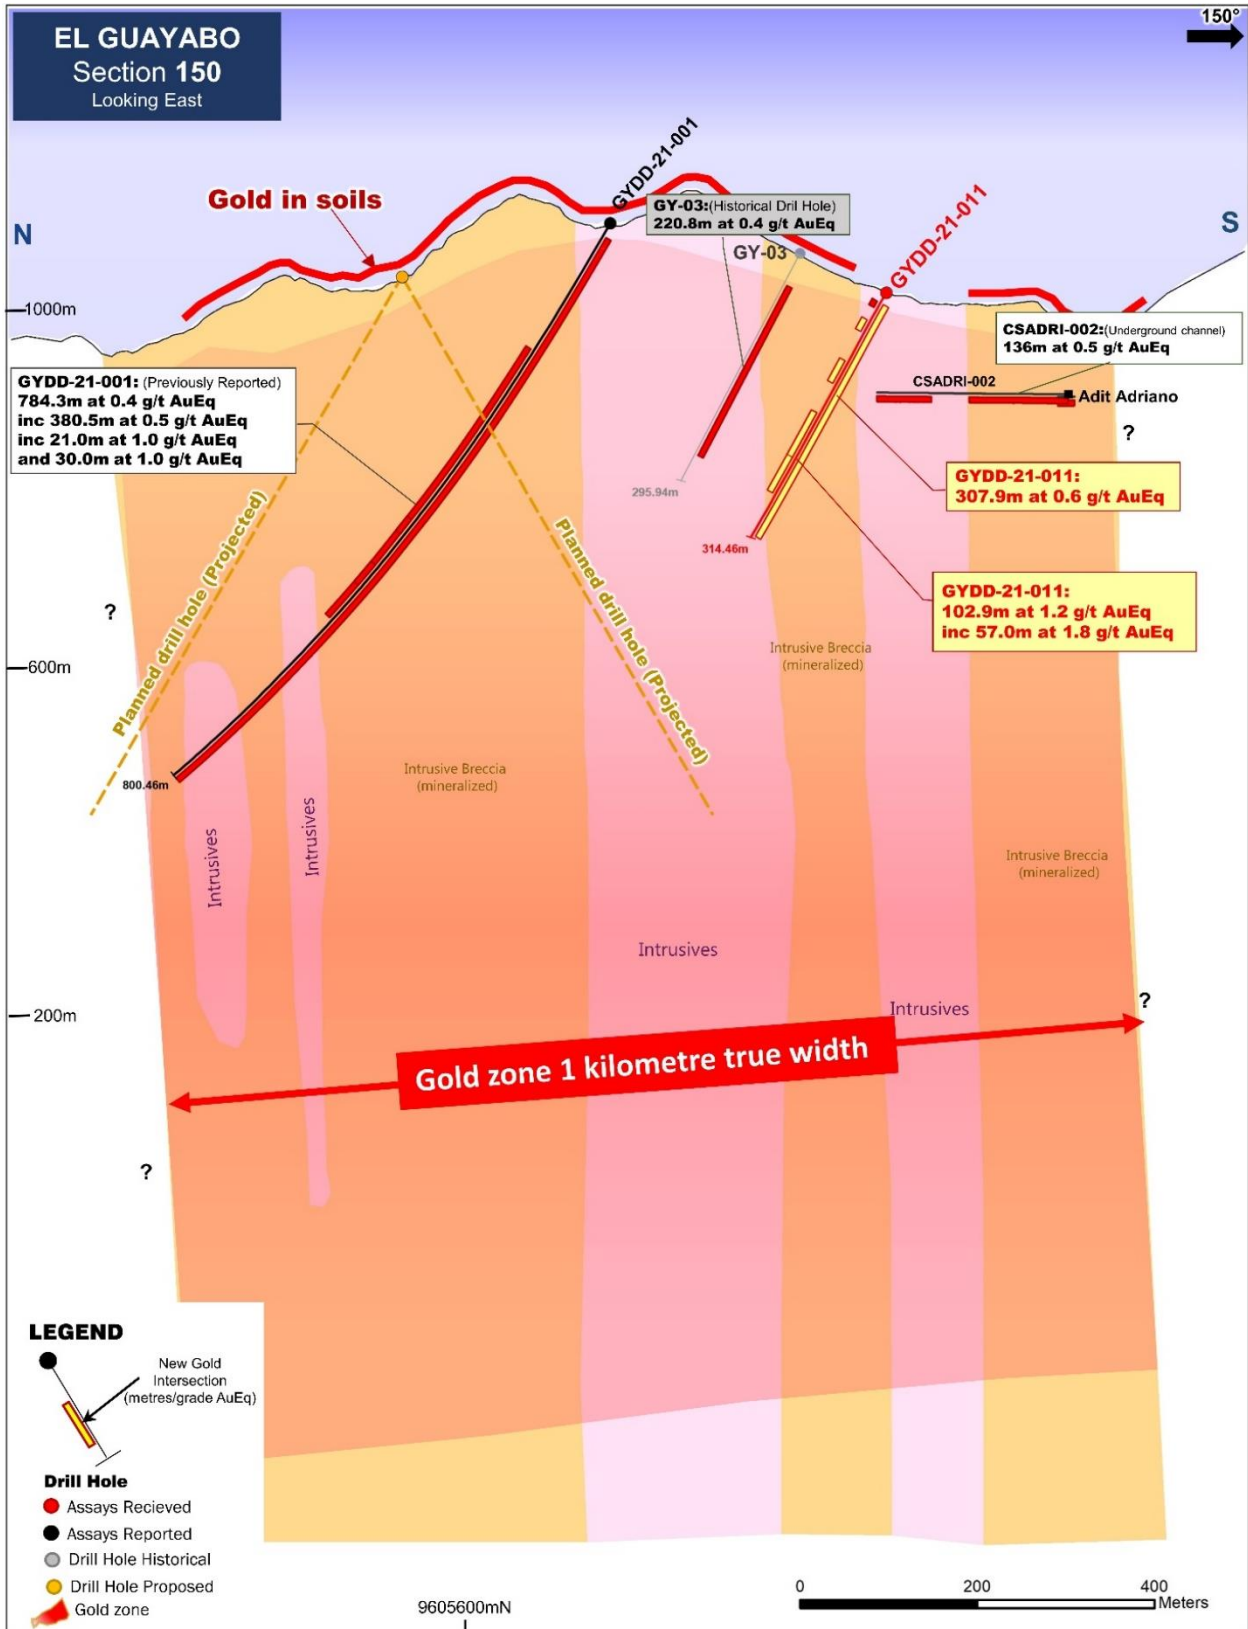 EL GUAYABO
Section 150
Looking East
150°
N
S
Gold in soils
GYDD-21-001
GY-03:(Historical Dril Hole)
220.8m at 0.4 g/t AuEq
GY-03
GYDD-21-011
1000m
CSADRI-002:(Underground channel)
136m at 0.5 g/t AuEq
CSADRI-002
Adit Adriano
GYDD-21-001: (Previously Reported)
784.3m at 0.4 g/t AuEq
inc 380.5m at 0.5 g/t AuEq
inc 21.0m at 1.0 g/t AuEq
and 30.0m at 1.0 g/t AuEq
?
GYDD-21-011:
307.9m at 0.6 g/t AuEq
295.94m
314.46m
Planned drill hole (Projected)
Planned drill hole (Projected)
GYDD-21-011:
102.9m at 1.2 g/t AuEq
inc 57.0m at 1.8 g/t AuEq
?
600m
Intrusive Breccia
(mineralized)
800.46m
Intrusive Breccia
(mineralized)
Intrusives
Intrusives
Intrusive Breccia
(mineralized)
Intrusives
Intrusives
?
200m
Gold zone 1 kilometre true width
?
LEGEND
New Gold
Intersection
(metres/grade AuEq)
Drill Hole
Assays Recieved
Assays Reported
Drill Hole Historical
Drill Hole Proposed
Gold zone
9605600mN
0 200 400
Meters